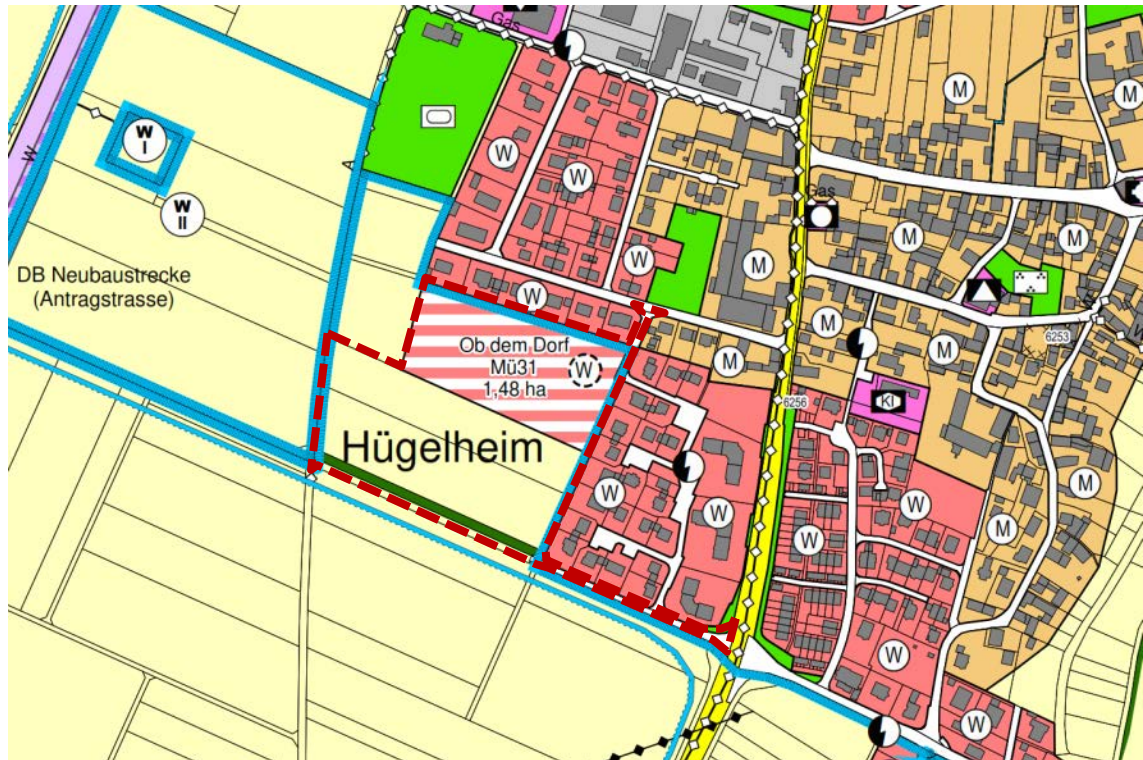 Gas
W
I
W
II
W
W
W
W
M
M
M
M
M
M
M
M
M
M
M
Gas
DB Neubaustrecke
(Antragstrasse)
6253
Ob dem Dorf
Mü31
1,48 ha
W
6256
KI
Hügelheim
W
W
W
W
W
W
W